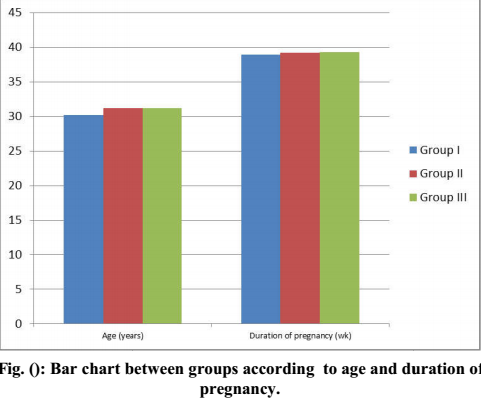 45
40
35
30
25
20
15
10
5
0
Group I
Group II
Group III
Age (years)
Duration of pregnancy (wk)
Fig. (): Bar chart between groups according to age and duration of
pregnancy.